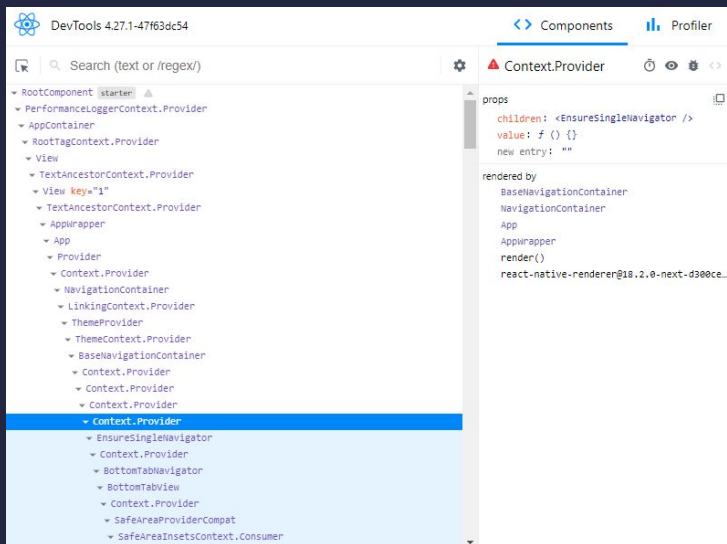 DevTools 4.27.1-47f63dc54
Components
Profiler
Search (text or /regex/)
Context.Provider
RootComponent starter
PerformanceLoggerContext.Provider
AppContainer
RootTagContext.Provider
View
TextAncestorContext.Provider
View key="1"
TextAncestorContext.Provider
AppWrapper
App
Provider
Context.Provider
NavigationContainer
LinkingContext.Provider
ThemeProvider
ThemeContext.Provider
BaseNavigationContainer
Context.Provider
Context.Provider
Context.Provider
Context.Provider
EnsureSingleNavigator
Context.Provider
BottomTabNavigator
BottomTabView
Context.Provider
SafeAreaProviderCompat
SafeAreaInsetsContext.Consumer
props
children: <EnsureSingleNavigator />
value: ƒ () {}
new entry: ""
rendered by
BaseNavigationContainer
NavigationContainer
App
AppWrapper
render()
react-native-renderer@18.2.0-next-d300ce…